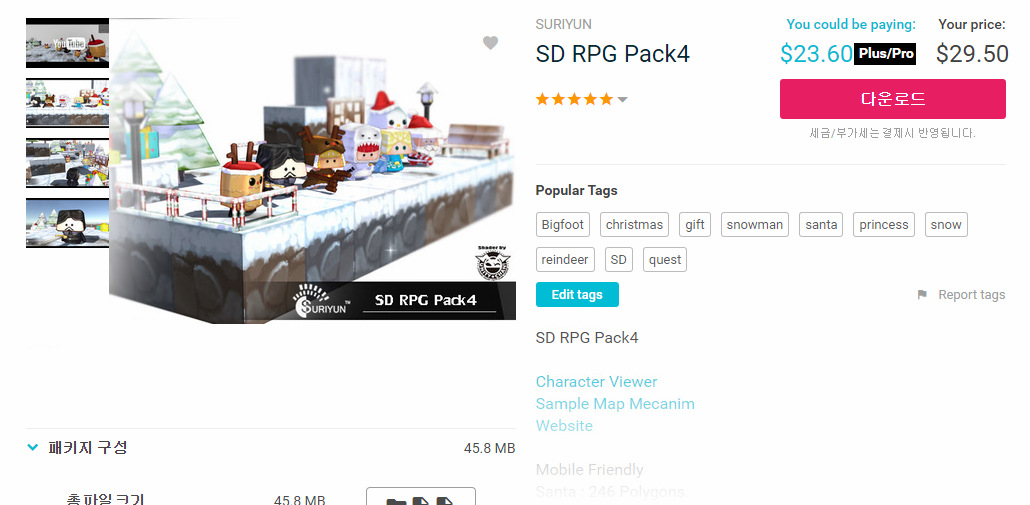 YouTube
SURIYUN
SD RPG Pack4
You could be paying:
$23.60 Plus/Pro
Your price:
$29.50
다운로드
세금/부가세는 결제시 반영됩니다.
Popular Tags
Bigfoot christmas gift snowman santa princess snow
reindeer SD quest
Edit tags
Report tags
SD RPG Pack4
Character Viewer
Sample Map Mecanim
Website
Mobile Friendly
Santa : 246 Polygons,
Shader by
SURIYUN TM
SD RPG Pack4
패키지 구성 45.8 MB
총 파일 크기 45.8 MB